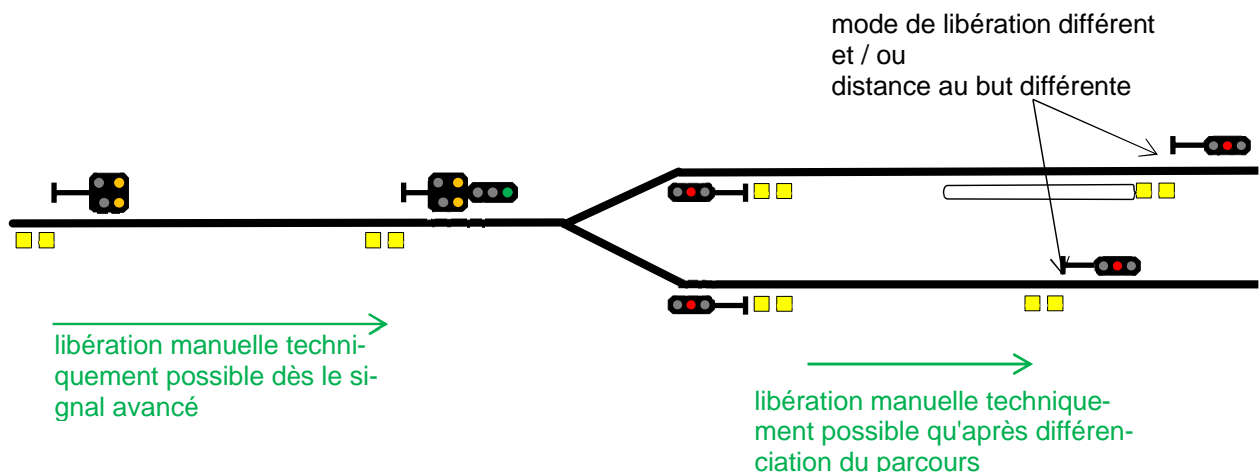 mode de libération différent
et / ou
distance au but différente
libération manuelle techni-
quement possible dès le si-
gnal avancé
libération manuelle technique-
ment possible qu'après différen-
ciation du parcours